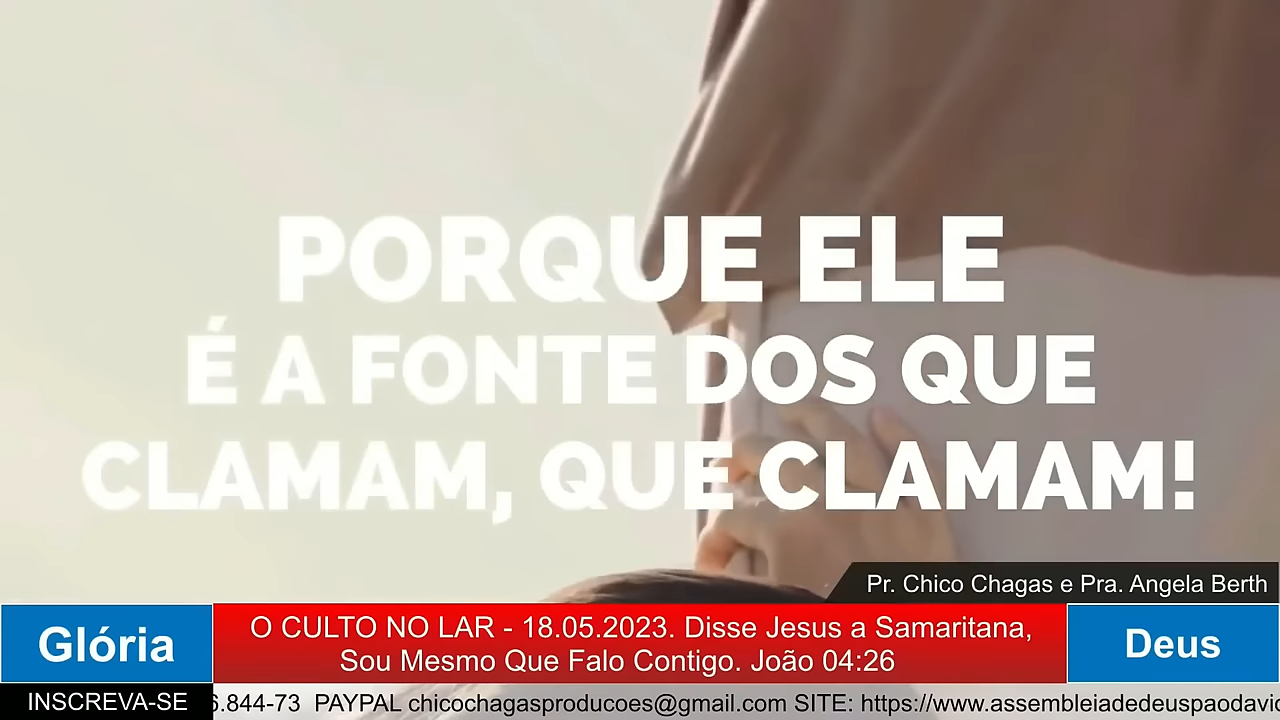 PORQUE ELE
É A FONTE DOS QUE
CLAMAM, QUE CLAMAM!
Pr. Chico Chagas e Pra. Angela Berth
Glória
O CULTO NO LAR - 18.05.2023. Disse Jesus a Samaritana,
Sou Mesmo Que Falo Contigo. João 04:26
Deus
INSCREVA-SE
6.844-73 PAYPAL chicochagasproducoes@gmail.com SITE: https://www.assembleiadedeuspaodavid